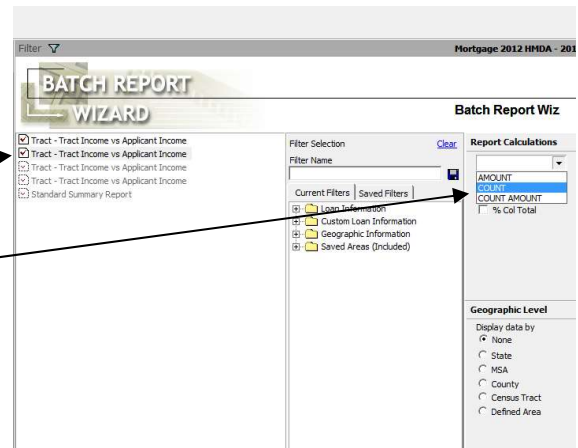 Filter
Mortgage 2012 HMDA - 201
BATCH REPORT
WIZARD
Batch Report Wiz
Tract - Tract Income vs Applicant Income
Tract - Tract Income vs Applicant Income
Tract - Tract Income vs Applicant Income
Tract - Tract Income vs Applicant Income
Standard Summary Report
Filter Selection Clear
Filter Name
Current Filters Saved Filters
Loan Information
Custom Loan Information
Geographic Information
Saved Areas (Included)
Report Calculations
AMOUNT
COUNT
COUNT AMOUNT
% Col Total
Geographic Level
Display data by
None
State
MSA
County
Census Tract
Defined Area